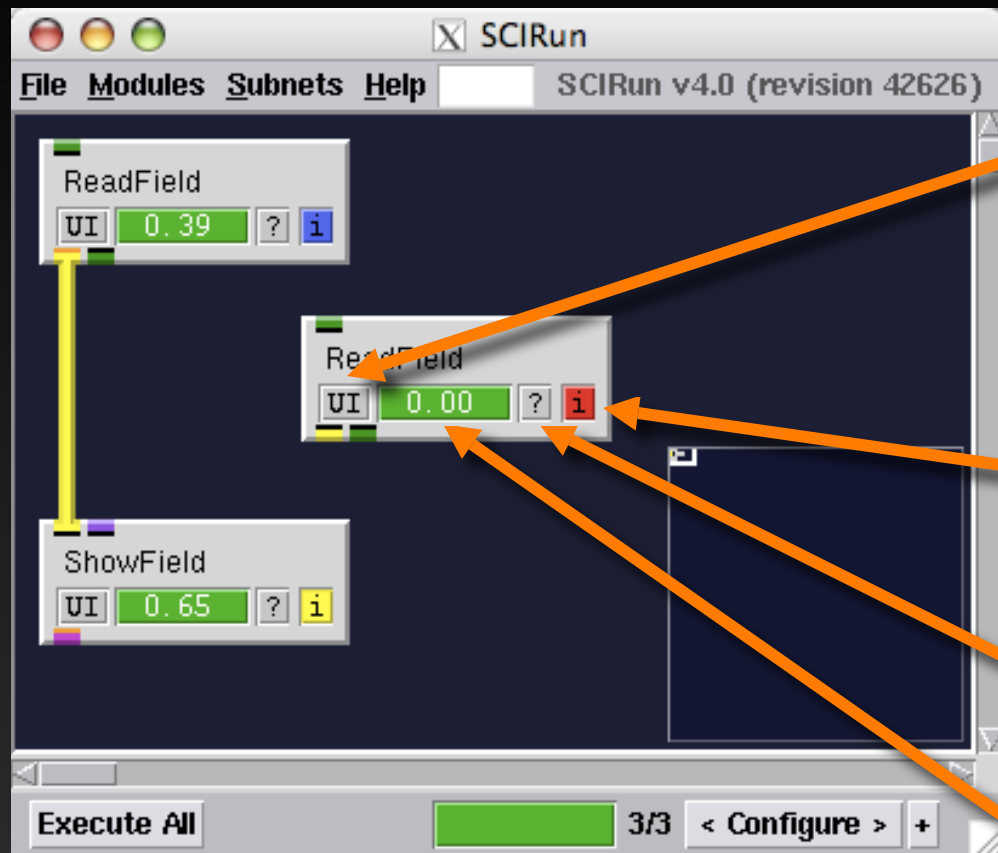 X SCIRun
File Modules Subnets Help SCIRun v4.0 (revision 42626)
ReadField
UI 0.39 ? i
ReadField
UI 0.00 ? i
ShowField
UI 0.65 ? i
Execute All 3/3 < Configure > +